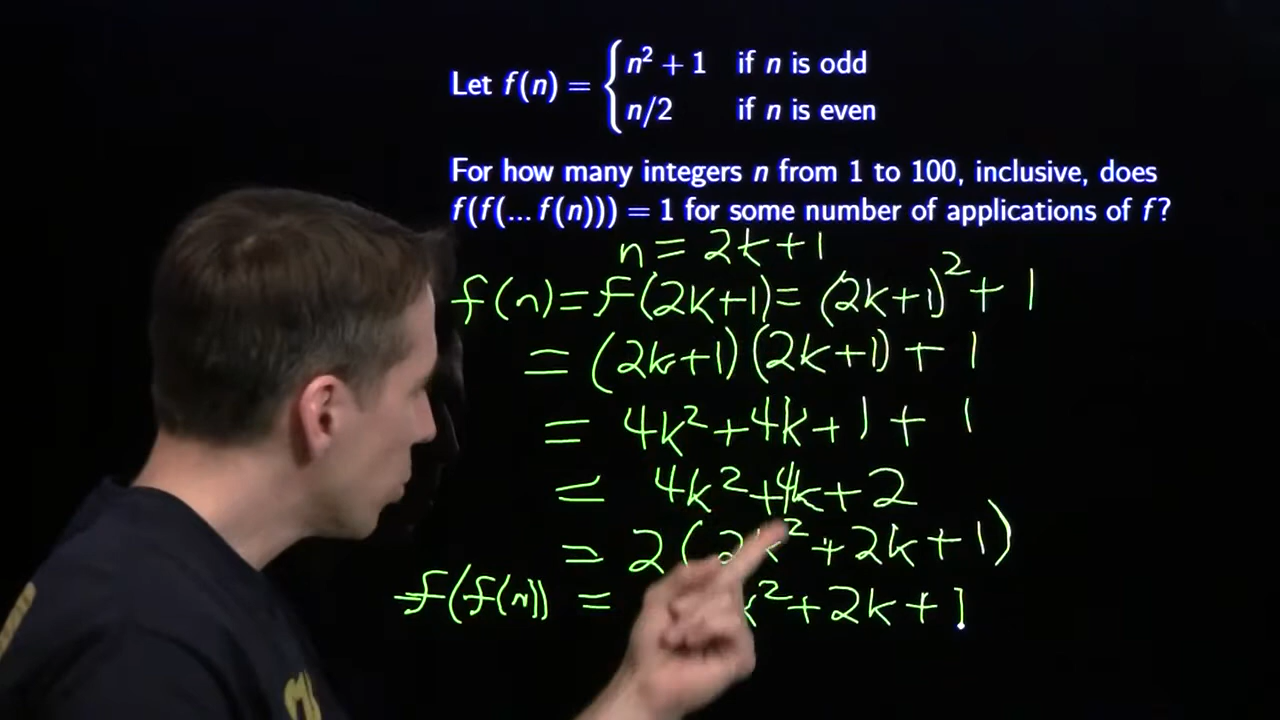 Let f(n) = { n² + 1 if n is odd
n/2 if n is even
For how many integers n from 1 to 100, inclusive, does
f(f(... f(n))) = 1 for some number of applications of f?
n = 2k+1
f(n) = f(2k+1) = (2k+1)² + 1
= (2k+1)(2k+1) + 1
= 4k² + 4k + 1 + 1
= 4k² + 4k + 2
= 2(2k² + 2k + 1)
f(f(n)) = k² + 2k + 1